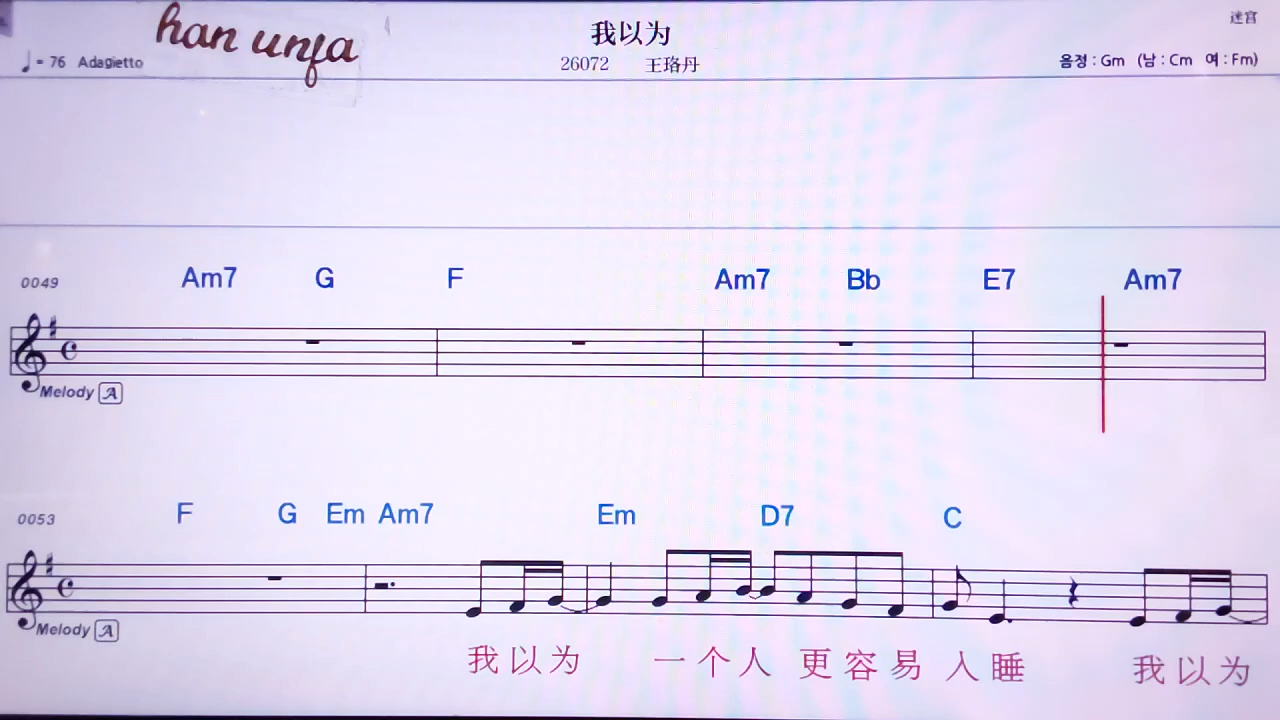 han unfa
我以为
迷宫
♩= 76 Adagietto
26072 王珞丹
음정 : Gm (남 : Cm 여 : Fm)
0049 Am7 G F Am7 Bb E7 Am7
Melody A
0053 F G Em Am7 Em D7 C
Melody A
我以为 一个人 更容易 入睡 我以为